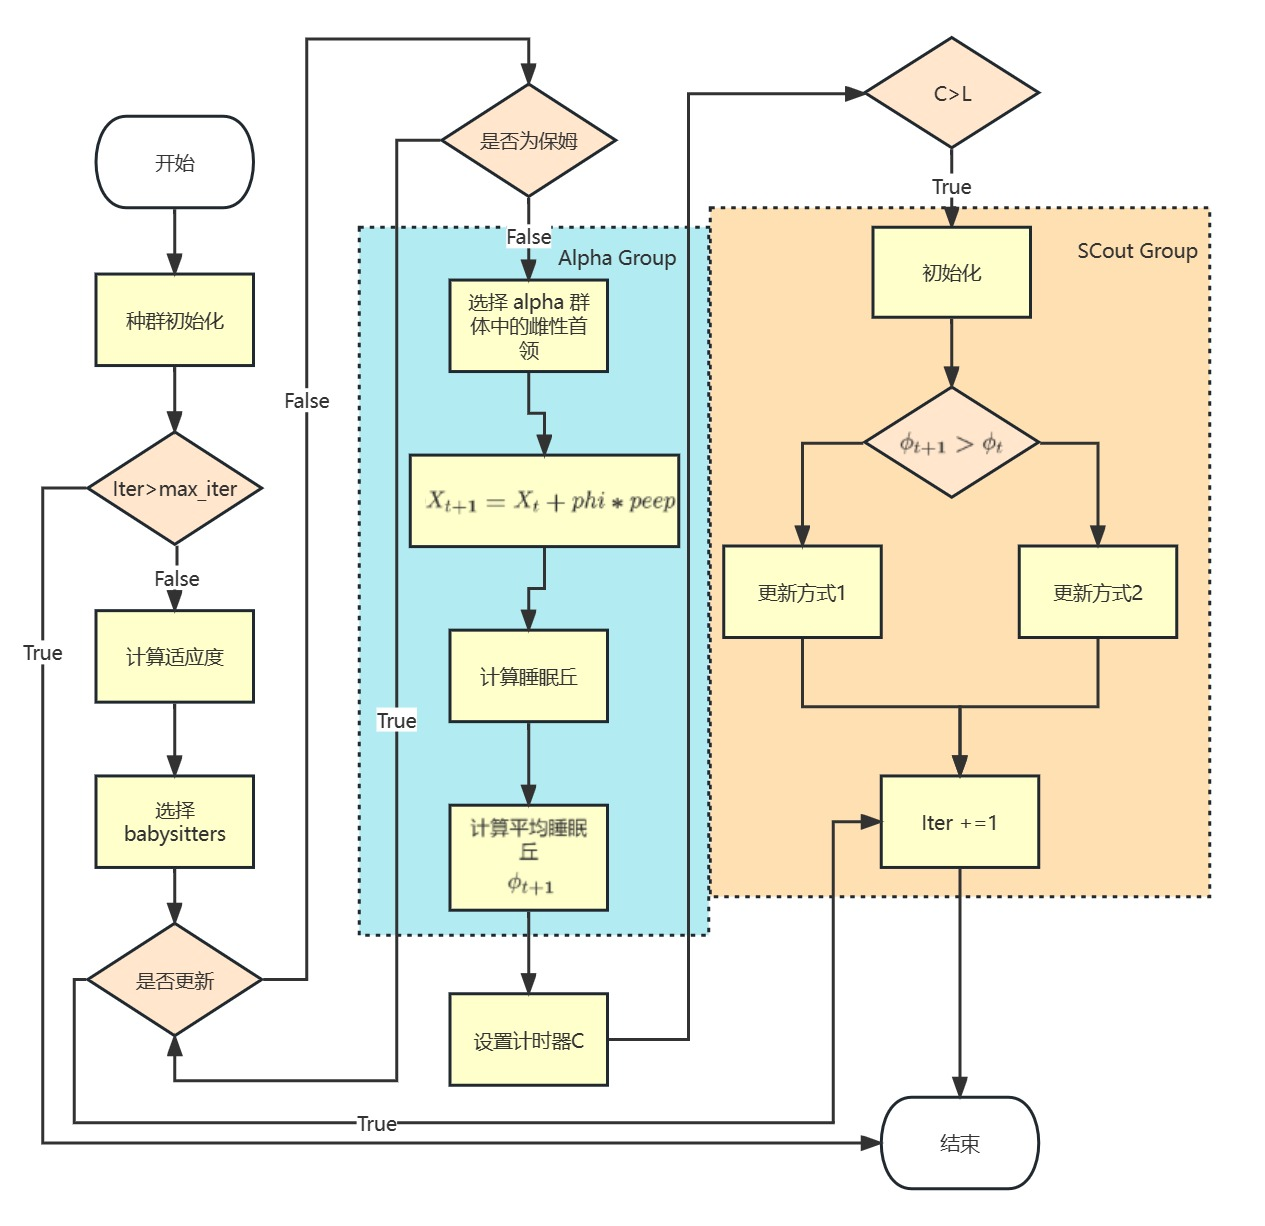 开始
种群初始化
Iter>max_iter
False
True
计算适应度
选择
babysitters
是否更新
False
True
是否为保姆
False
True
Alpha Group
选择 alpha 群
体中的雌性首
领
X_{t+1} = X_t + phi * peep
计算睡眠丘
计算平均睡眠
丘
ϕ_{t+1}
设置计时器C
C>L
True
SCout Group
初始化
ϕ_{t+1} > ϕ_t
更新方式1
更新方式2
Iter +=1
结束